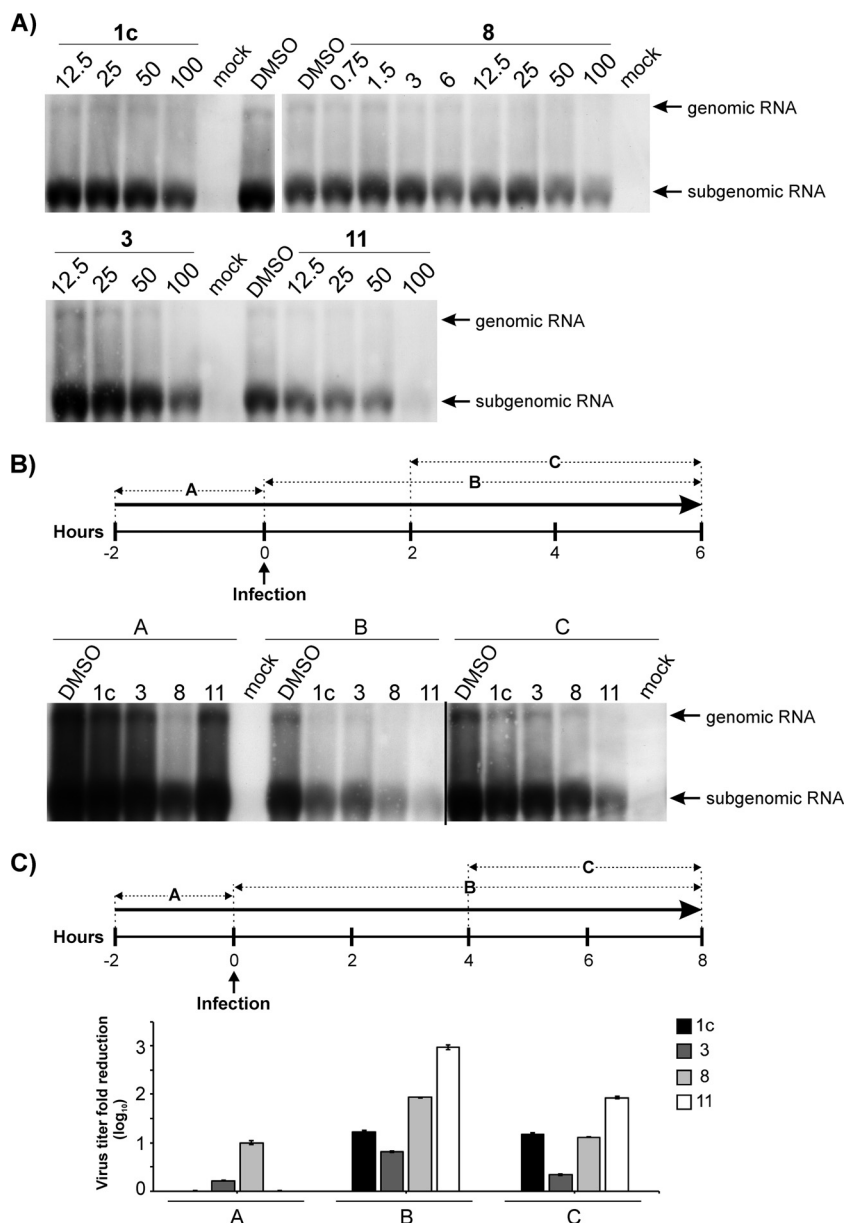 A)
1c 8
12.5 25 50 100 mock DMSO DMSO 0.75 1.5 3 6 12.5 25 50 100 mock
genomic RNA
subgenomic RNA
3 11
12.5 25 50 100 mock DMSO 12.5 25 50 100
genomic RNA
subgenomic RNA
B)
C
B
A
Hours
-2 0 2 4 6
Infection
A B C
DMSO 1c 3 8 11 mock DMSO 1c 3 8 11 DMSO 1c 3 8 11 mock
genomic RNA
subgenomic RNA
C)
C
B
A
Hours
-2 0 2 4 6 8
Infection
Virus titer fold reduction
(log10)
3
2
1
0
1c
3
8
11
A B C